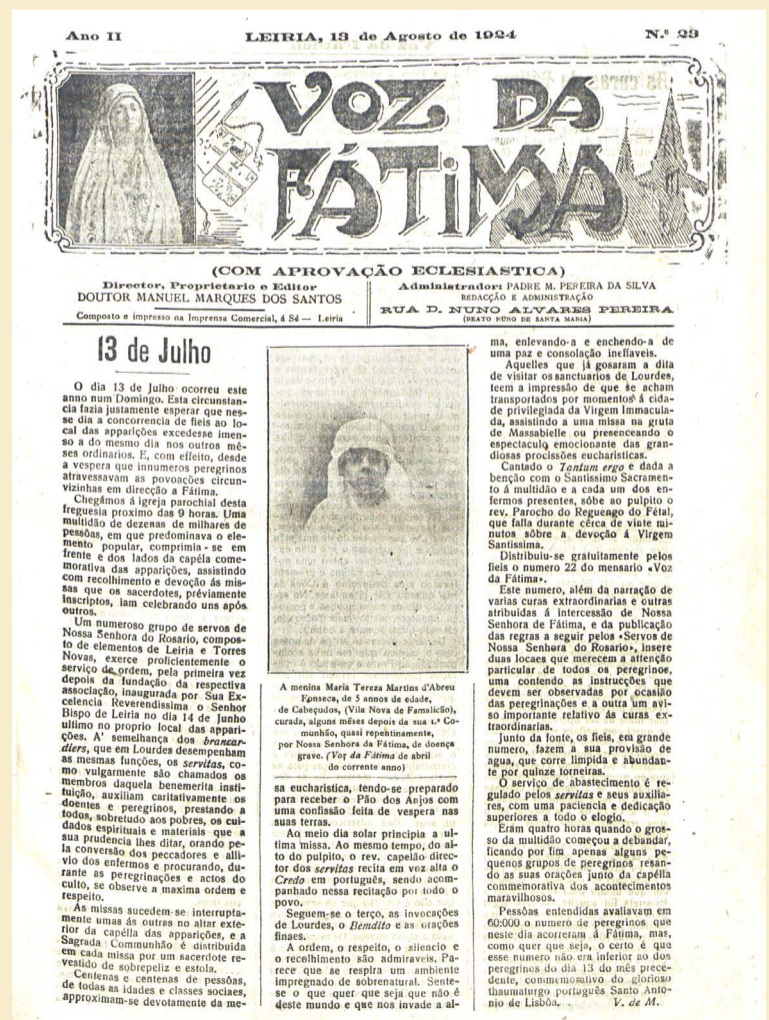 Ano II
LEIRIA, 13 de Agosto de 1924
N.º 23
VOZ DA
FÁTIMA
(COM APROVAÇÃO ECLESIASTICA)
Director, Proprietario e Editor
DOUTOR MANUEL MARQUES DOS SANTOS
Composto e impresso na Imprensa Comercial, á Sé — Leiria
Administrador: PADRE M. PEREIRA DA SILVA
REDACÇÃO E ADMINISTRAÇÃO
RUA D. NUNO ALVARES PEREIRA
(BEATO NUNO DE SANTA MARIA)
13 de Julho
O dia 13 de Julho ocorreu este
anno num Domingo. Esta circunstan-
cia fazia justamente esperar que nes-
se dia a concorrencia de fieis ao lo-
cal das apparições excedesse imen-
so a do mesmo dia nos outros mê-
ses ordinarios. E, com effeito, desde
a vespera que innumeros peregrinos
atravessavam as povoações circun-
vizinhas em direcção a Fátima.
Chegámos á igreja parochial desta
freguesia proximo das 9 horas. Uma
multidão de dezenas de milhares de
pessôas, em que predominava o ele-
mento popular, comprimia-se em
frente e dos lados da capéla come-
morativa das apparições, assistindo
com recolhimento e devoção ás mis-
sas que os sacerdotes, préviamente
inscriptos, iam celebrando uns após
outros.
Um numeroso grupo de servos de
Nossa Senhora do Rosario, compos-
to de elementos de Leiria e Torres
Novas, exerce proficientemente o
serviço de ordem, pela primeira vez
depois da fundação da respectiva
associação, inaugurada por Sua Ex-
celencia Reverendissima o Senhor
Bispo de Leiria no dia 14 de Junho
ultimo no proprio local das appari-
ções. A' semelhança dos brancar-
diers, que em Lourdes desempenham
as mesmas funções, os servitas, co-
mo vulgarmente são chamados os
membros daquela benemerita insti-
tuição, auxiliam caritativamente os
doentes e peregrinos, prestando a
todos, sobretudo aos pobres, os cui-
dados espirituais e materiais que a
sua prudencia lhes ditar, orando pe-
la conversão dos peccadores e alli-
vio dos enfermos e procurando, du-
rante as peregrinações e actos do
culto, se observe a maxima ordem e
respeito.
As missas sucedem-se interrupta-
mente umas ás outras no altar exte-
rior da capélla das apparições, e a
Sagrada Communhão é distribuida
em cada missa por um sacerdote re-
vestido de sobrepeliz e estola.
Centenas e centenas de pessôas,
de todas as idades e classes sociaes,
approximam-se devotamente da me-
A menina Maria Tereza Martins d'Abreu
Fonseca, de 5 annos de edade,
de Cabeçudos, (Vila Nova de Famalicão),
curada, alguns mêses depois da sua 1.ª Co-
munhão, quasi repentinamente,
por Nossa Senhora da Fátima, de doença
grave. (Voz da Fátima de abril
do corrente anno)
sa eucharistica, tendo-se preparado
para receber o Pão dos Anjos com
uma confissão feita de vespera nas
suas terras.
Ao meio dia solar principia a ul-
tima missa. Ao mesmo tempo, do al-
to do pulpito, o rev. capelão direc-
tor dos servitas recita em voz alta o
Credo em português, sendo acom-
panhado nessa recitação por todo o
povo.
Seguem-se o terço, as invocações
de Lourdes, o Bemdito e as orações
finaes.
A ordem, o respeito, o silencio e
o recolhimento são admiraveis. Pa-
rece que se respira um ambiente
impregnado de sobrenatural. Sente-
se o que quer que seja que não é
deste mundo e que nos invade a al-
ma, enlevando-a e enchendo-a de
uma paz e consolação ineffaveis.
Aquelles que já gosaram a dita
de visitar os sanctuarios de Lourdes,
teem a impressão de que se acham
transportados por momentos á cida-
de privilegiada da Virgem Immacula-
da, assistindo a uma missa na gruta
de Massabielle ou presenceando o
espectaculo emocionante das gran-
diosas procissões eucharisticas.
Cantado o Tantum ergo e dada a
benção com o Santissimo Sacramen-
to á multidão e a cada um dos en-
fermos presentes, sóbe ao pulpito o
rev. Parocho do Reguengo do Fétal,
que falla durante cêrca de vinte mi-
nutos sôbre a devoção á Virgem
Santissima.
Distribuiu-se gratuitamente pelos
fieis o numero 22 do mensario «Voz
da Fátima».
Este numero, além da narração de
varias curas extraordinarias e outras
atribuidas á intercessão de Nossa
Senhora de Fátima, e da publicação
das regras a seguir pelos «Servos de
Nossa Senhora do Rosario», insere
duas locaes que merecem a attenção
particular de todos os peregrinos,
uma contendo as instrucções que
devem ser observadas por ocasião
das peregrinações e a outra um avi-
so importante relativo ás curas ex-
traordinarias.
Junto da fonte, os fieis, em grande
numero, fazem a sua provisão de
agua, que corre limpida e abundan-
te por quinze torneiras.
O serviço de abastecimento é re-
gulado pelos servitas e seus auxilia-
res, com uma paciencia e dedicação
superiores a todo o elogio.
Eram quatro horas quando o gros-
so da multidão começou a debandar,
ficando por fim apenas alguns pe-
quenos grupos de peregrinos resan-
do as suas orações junto da capélla
commemorativa dos acontecimentos
maravilhosos.
Pessôas entendidas avaliavam em
60:000 o numero de peregrinos que
neste dia acorreram á Fátima, mas,
como quer que seja, o certo é que
esse numero não era inferior ao dos
peregrinos do dia 13 do mês prece-
dente, commemorativo do glorioso
thaumaturgo português Santo Anto-
nio de Lisbôa. V. de M.